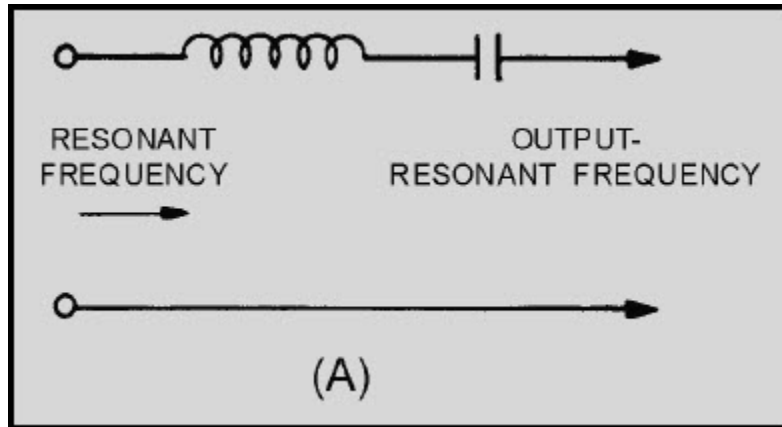 RESONANT
FREQUENCY
OUTPUT-
RESONANT FREQUENCY
(A)